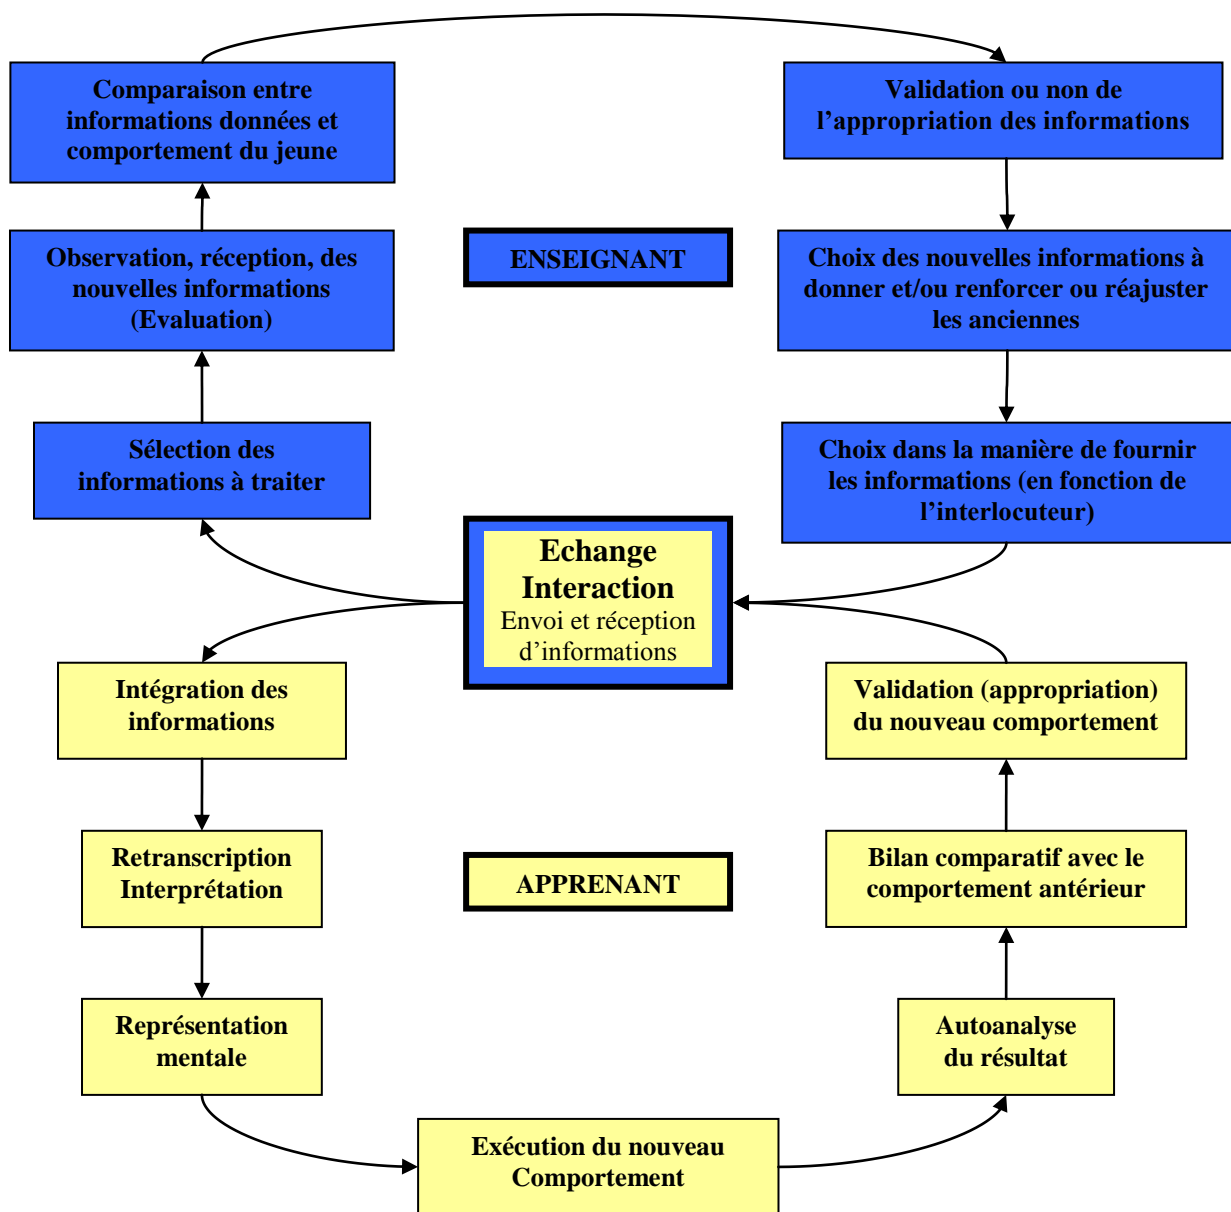 Comparaison entre
informations données et
comportement du jeune
Validation ou non de
l’appropriation des informations
Observation, réception, des
nouvelles informations
(Evaluation)
ENSEIGNANT
Choix des nouvelles informations à
donner et/ou renforcer ou réajuster
les anciennes
Sélection des
informations à traiter
Choix dans la manière de fournir
les informations (en fonction de
l’interlocuteur)
Echange
Interaction
Envoi et réception
d’informations
Intégration des
informations
Validation (appropriation)
du nouveau comportement
Retranscription
Interprétation
APPRENANT
Bilan comparatif avec le
comportement antérieur
Représentation
mentale
Autoanalyse
du résultat
Exécution du nouveau
Comportement